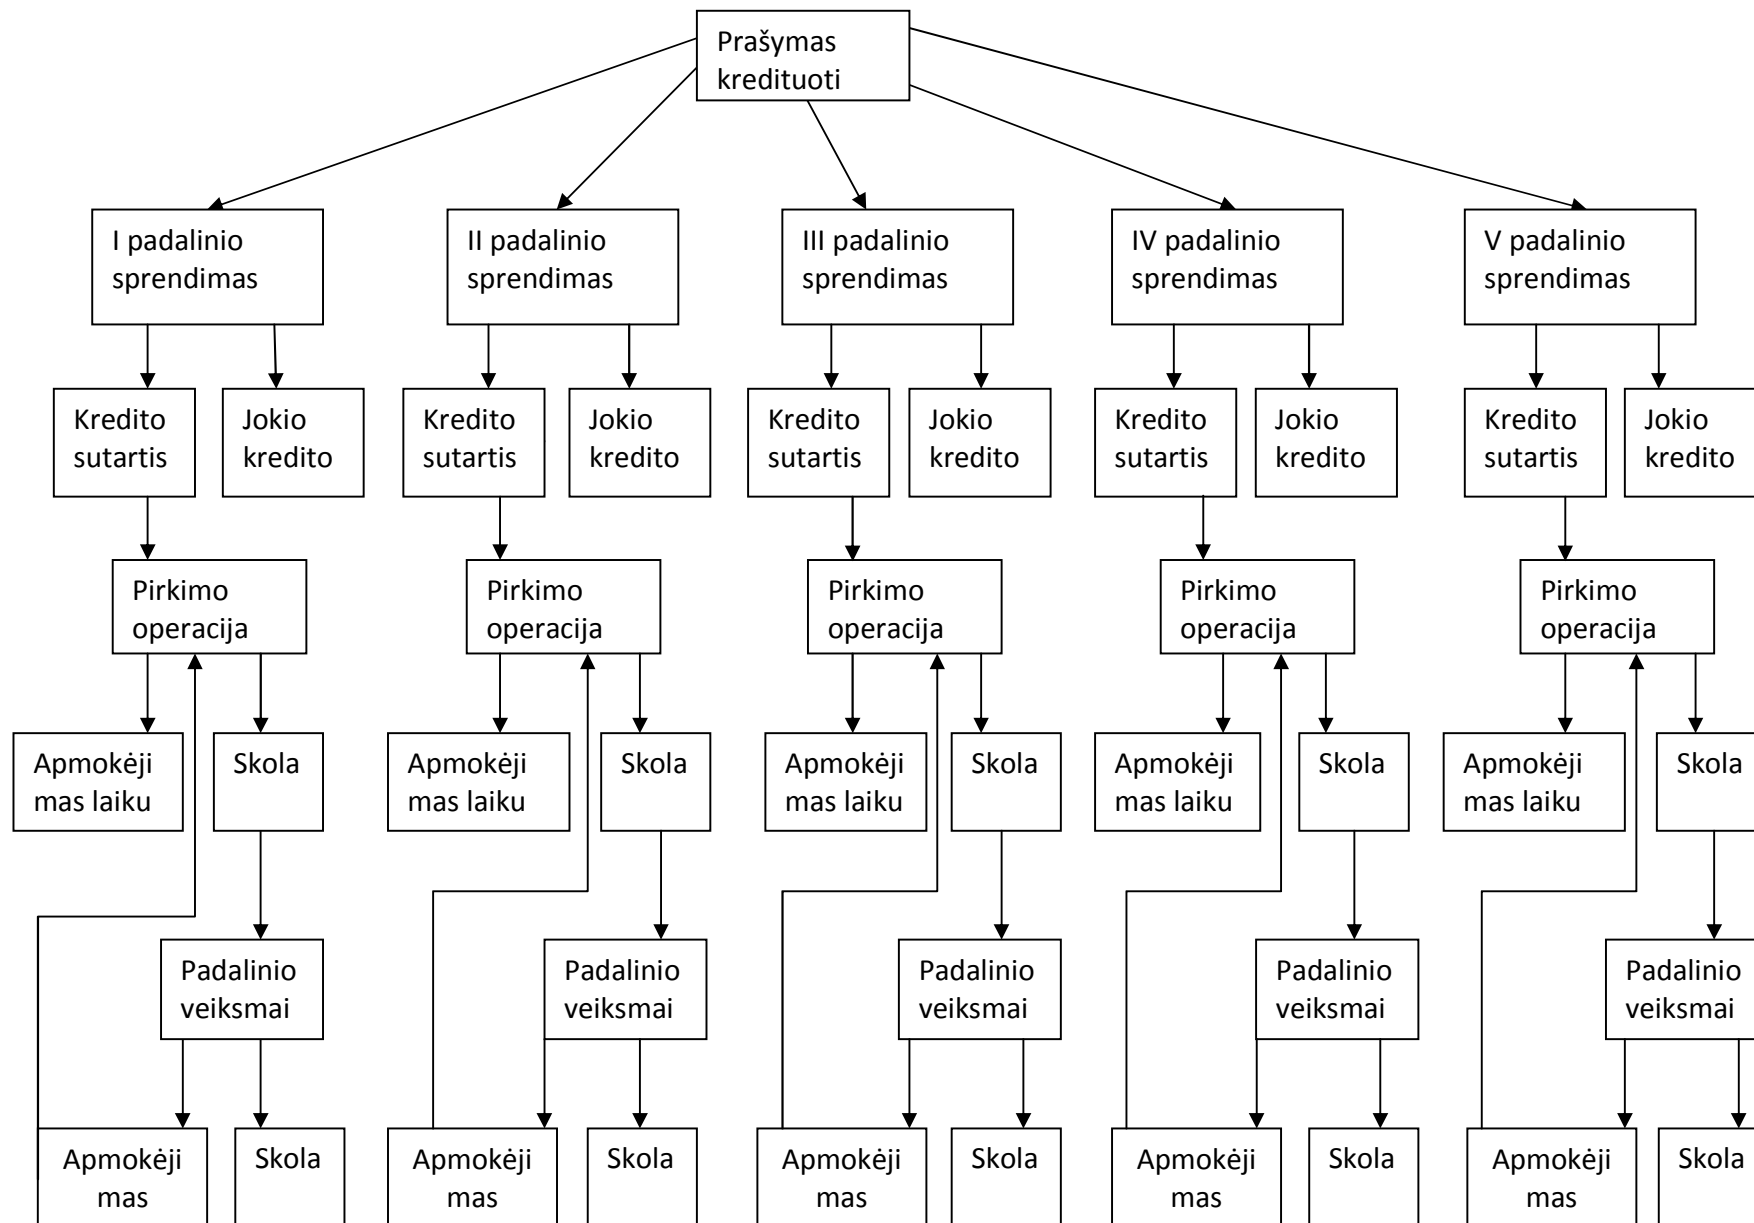 Prašymas
kredituoti
I padalinio
sprendimas
II padalinio
sprendimas
III padalinio
sprendimas
IV padalinio
sprendimas
V padalinio
sprendimas
Kredito
sutartis
Jokio
kredito
Kredito
sutartis
Jokio
kredito
Kredito
sutartis
Jokio
kredito
Kredito
sutartis
Jokio
kredito
Kredito
sutartis
Jokio
kredito
Pirkimo
operacija
Pirkimo
operacija
Pirkimo
operacija
Pirkimo
operacija
Pirkimo
operacija
Apmokėji
mas laiku
Skola
Apmokėji
mas laiku
Skola
Apmokėji
mas laiku
Skola
Apmokėji
mas laiku
Skola
Apmokėji
mas laiku
Skola
Padalinio
veiksmai
Padalinio
veiksmai
Padalinio
veiksmai
Padalinio
veiksmai
Padalinio
veiksmai
Apmokėji
mas
Skola
Apmokėji
mas
Skola
Apmokėji
mas
Skola
Apmokėji
mas
Skola
Apmokėji
mas
Skola